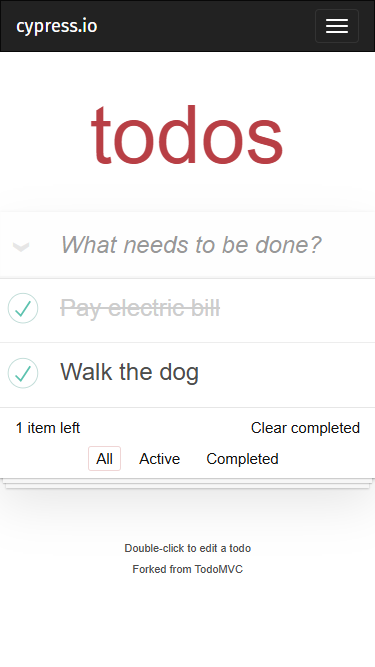 cypress.io
todos
What needs to be done?
Pay electric bill
Walk the dog
1 item left
Clear completed
All
Active
Completed
Double-click to edit a todo
Forked from TodoMVC